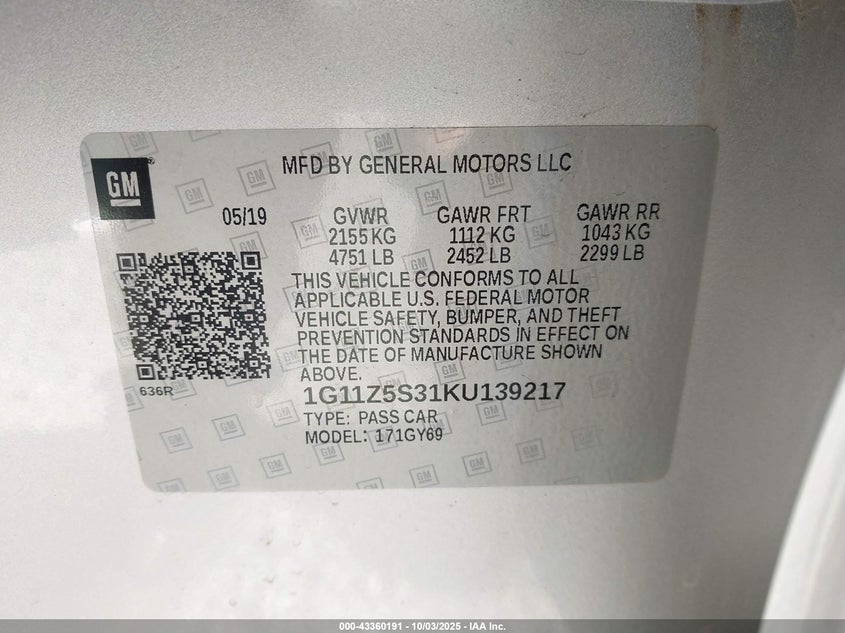 GM
MFD BY GENERAL MOTORS LLC
05/19 GVWR GAWR FRT GAWR RR
2155 KG 1112 KG 1043 KG
4751 LB 2452 LB 2299 LB
THIS VEHICLE CONFORMS TO ALL
APPLICABLE U.S. FEDERAL MOTOR
VEHICLE SAFETY, BUMPER, AND THEFT
PREVENTION STANDARDS IN EFFECT ON
THE DATE OF MANUFACTURE SHOWN
ABOVE.
636R
1G11Z5S31KU139217
TYPE: PASS CAR
MODEL: 171GY69
000-43360191 - 10/03/2025 - IAA Inc.